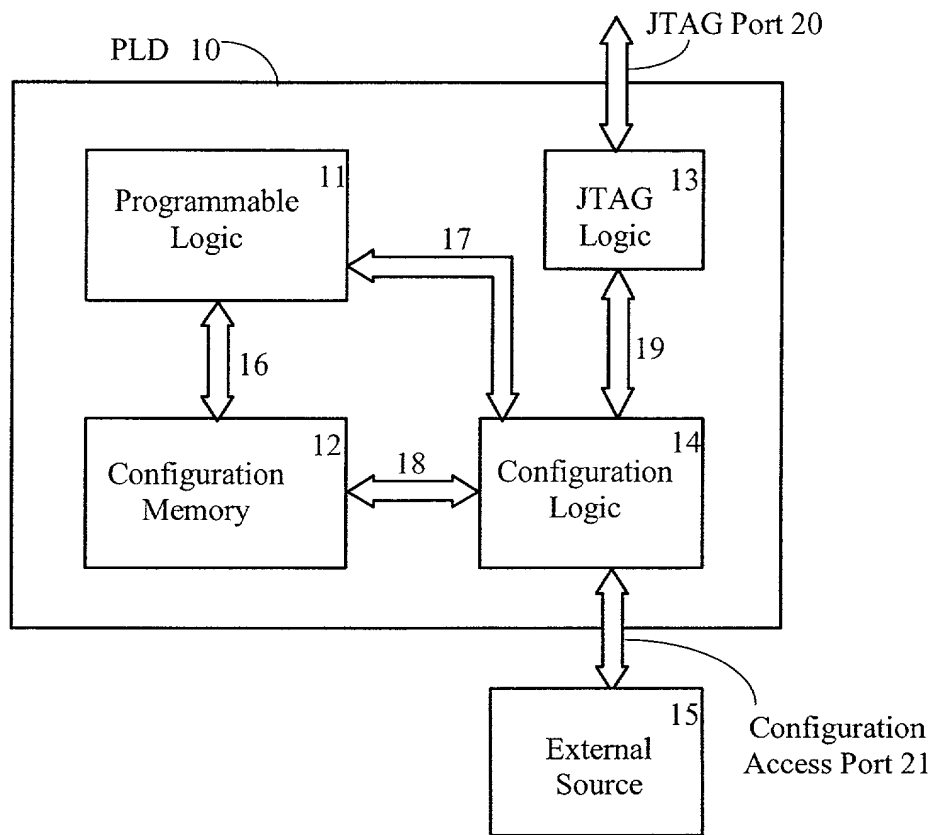 JTAG Port 20
PLD 10
11
Programmable
Logic
13
JTAG
Logic
17
16
19
12
Configuration
Memory
18
14
Configuration
Logic
15
External
Source
Configuration
Access Port 21